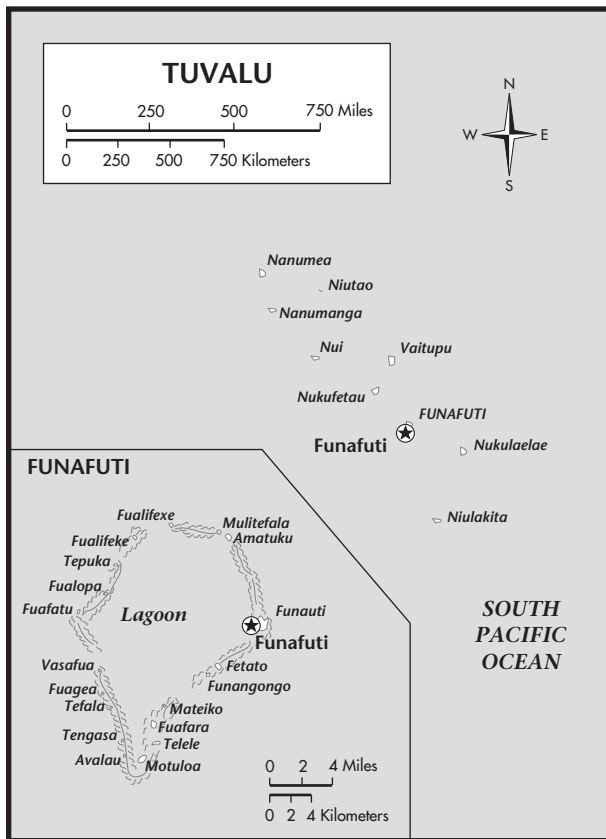 TUVALU
0 250 500 750 Miles
0 250 500 750 Kilometers
N
W E
S
Nanumea
Niutao
Nanumanga
Nui
Vaitupu
Nukufetau
FUNAFUTI
Funafuti
Nukulaelae
Niulakita
SOUTH
PACIFIC
OCEAN
FUNAFUTI
Fualifexe
Mulitefala
Fualifeke
Amatuku
Tepuka
Fualopa
Fuafatu
Lagoon
Funauti
Funafuti
Vasafua
Fetato
Funangongo
Fuagea
Tefala
Mateiko
Fuafara
Tengasa
Telele
Avalau
Motuloa
0 2 4 Miles
0 2 4 Kilometers